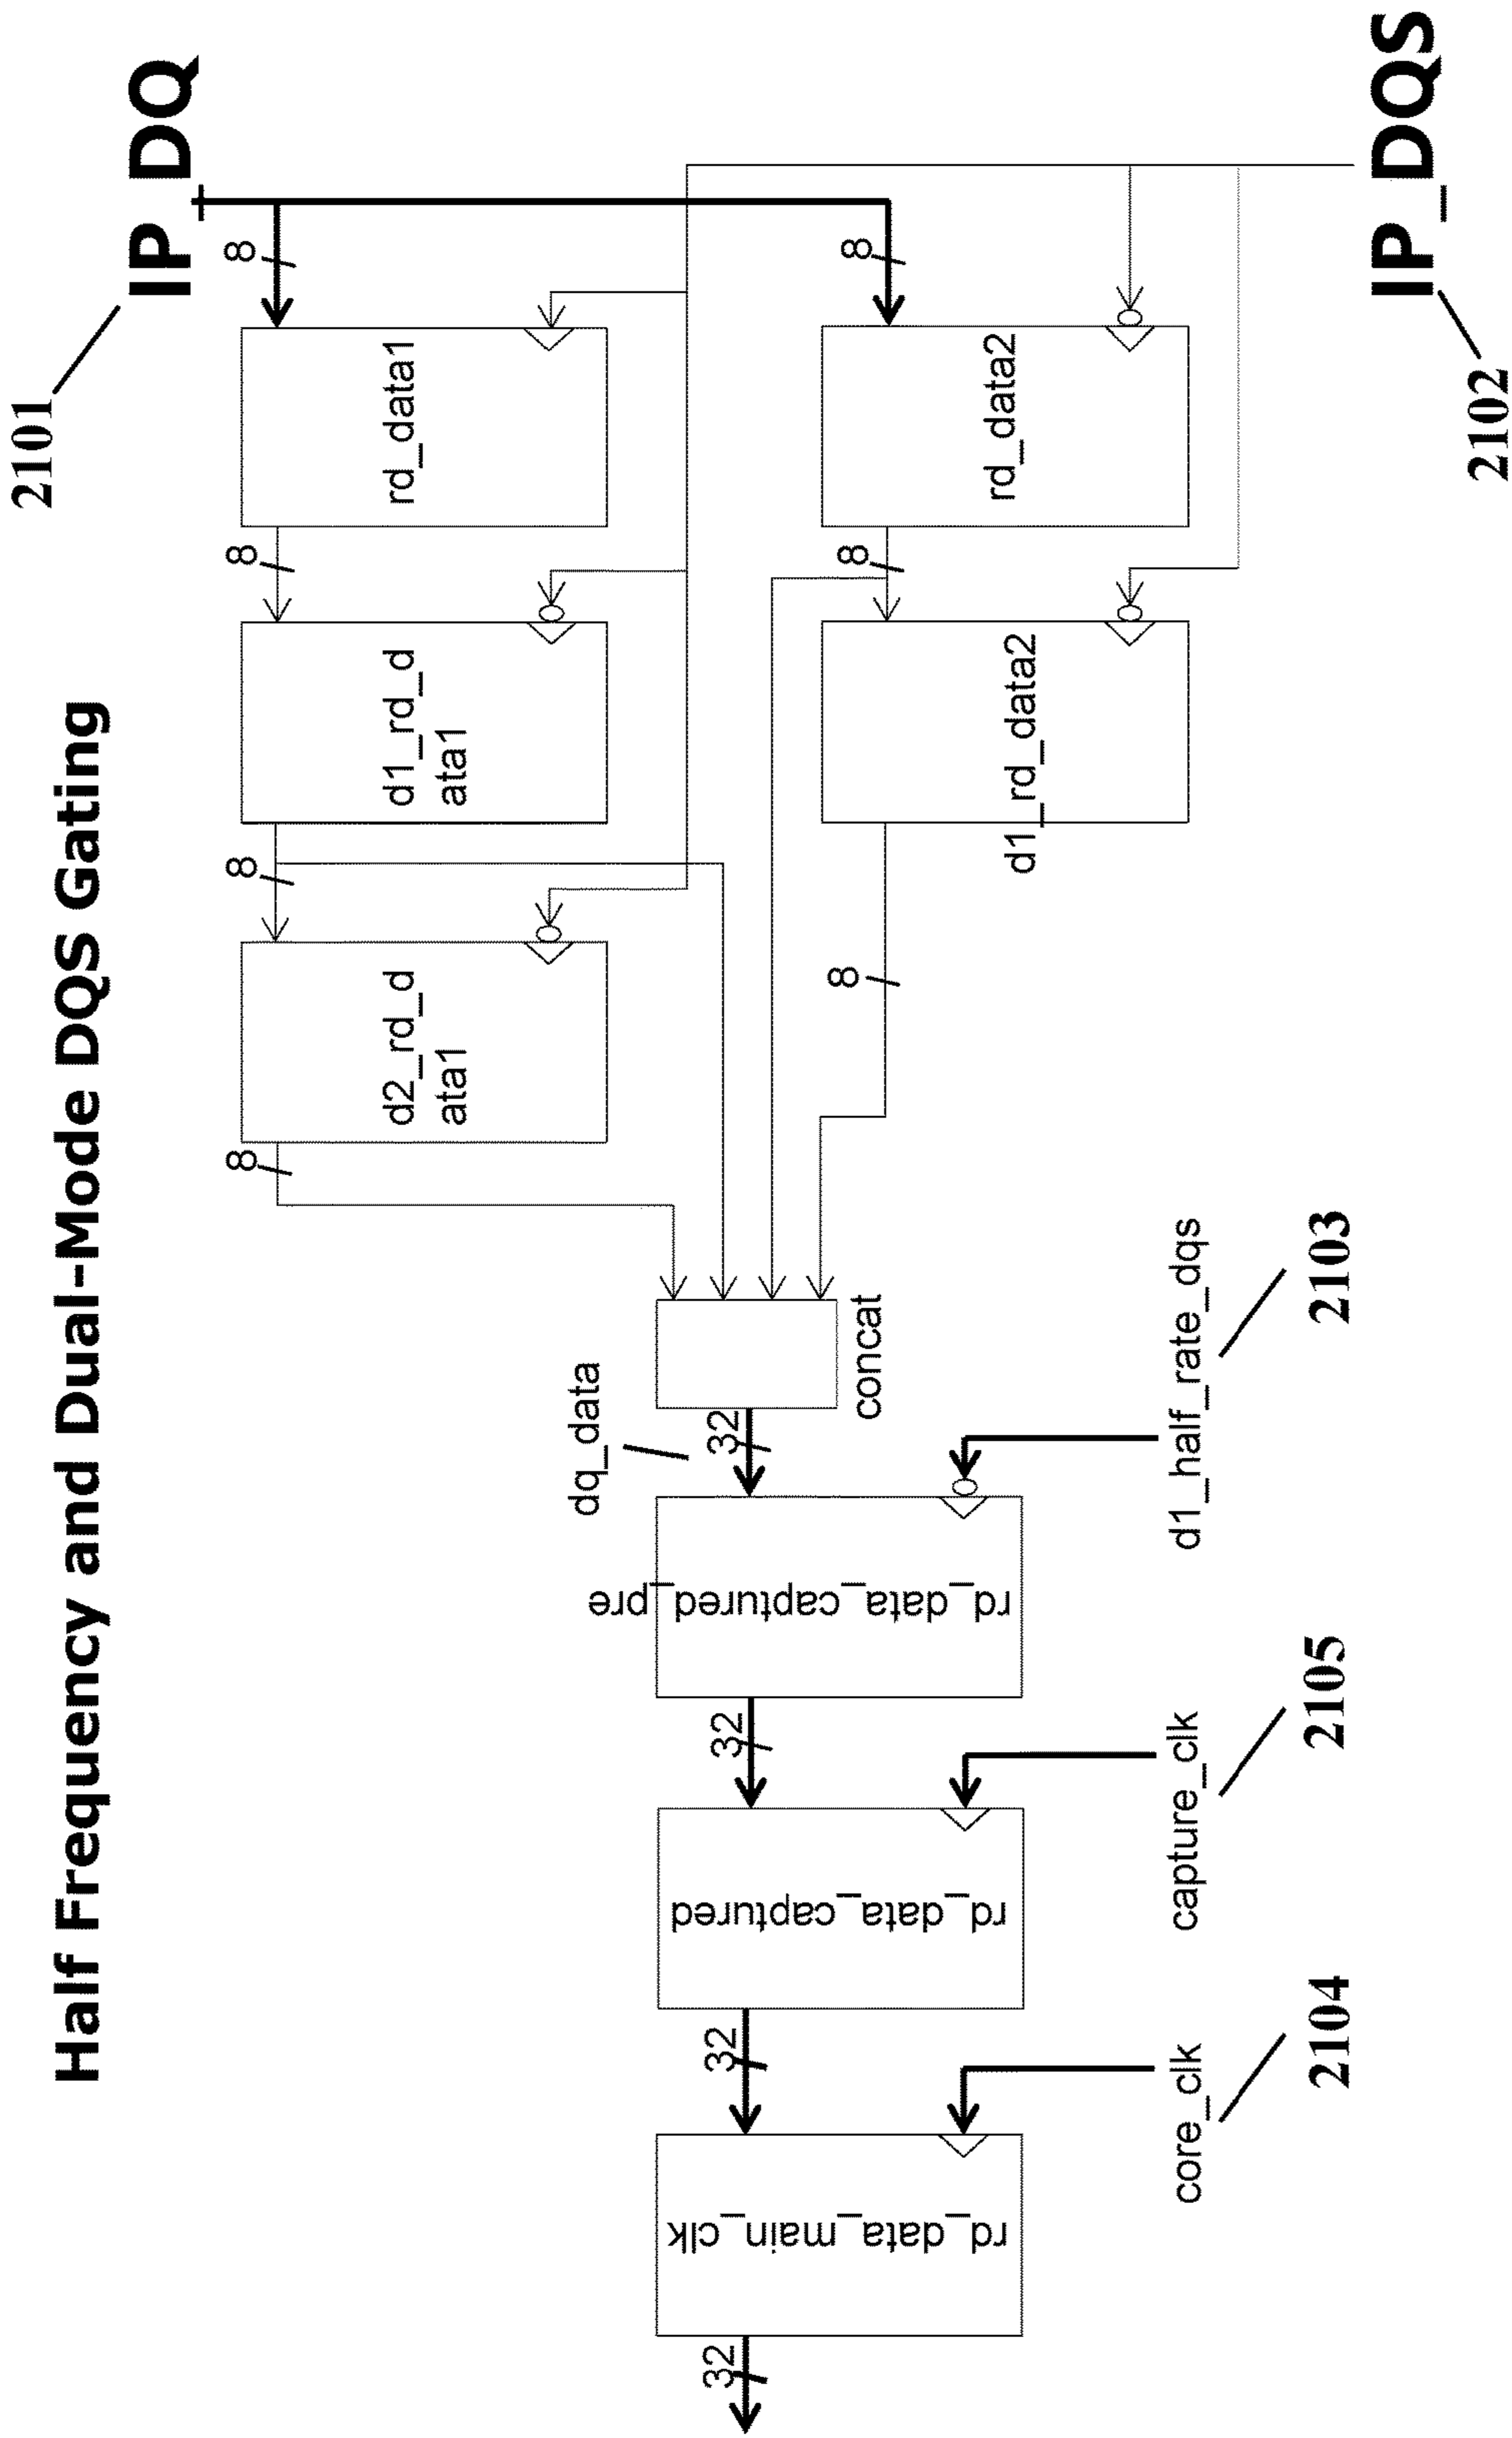 Half Frequency and Dual-Mode DQS Gating
2101
IP_DQ
8
8
rd_data1
rd_data2
8
8
d1_rd_d
ata1
d1_rd_data2
8
8
d2_rd_d
ata1
8
concat
dq_data
32
d1_half_rate_dqs
2103
rd_data_captured_pre
32
capture_clk
2105
rd_data_captured
32
core_clk
2104
rd_data_main_clk
32
IP_DQS
2102